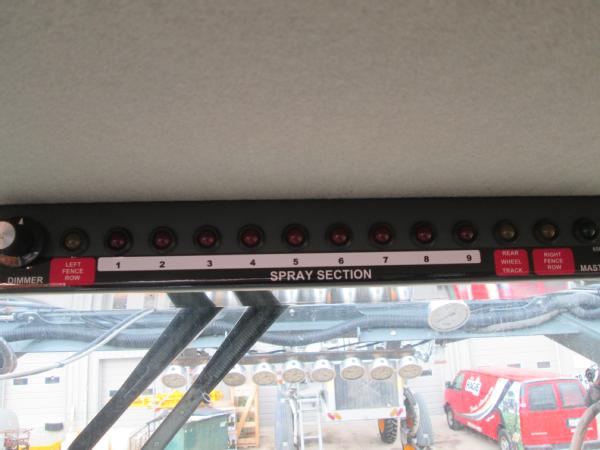 DIMMER
LEFT
FENCE
ROW
1 2 3 4 5 6 7 8 9
SPRAY SECTION
REAR
WHEEL
TRACK
RIGHT
FENCE
ROW
MAST